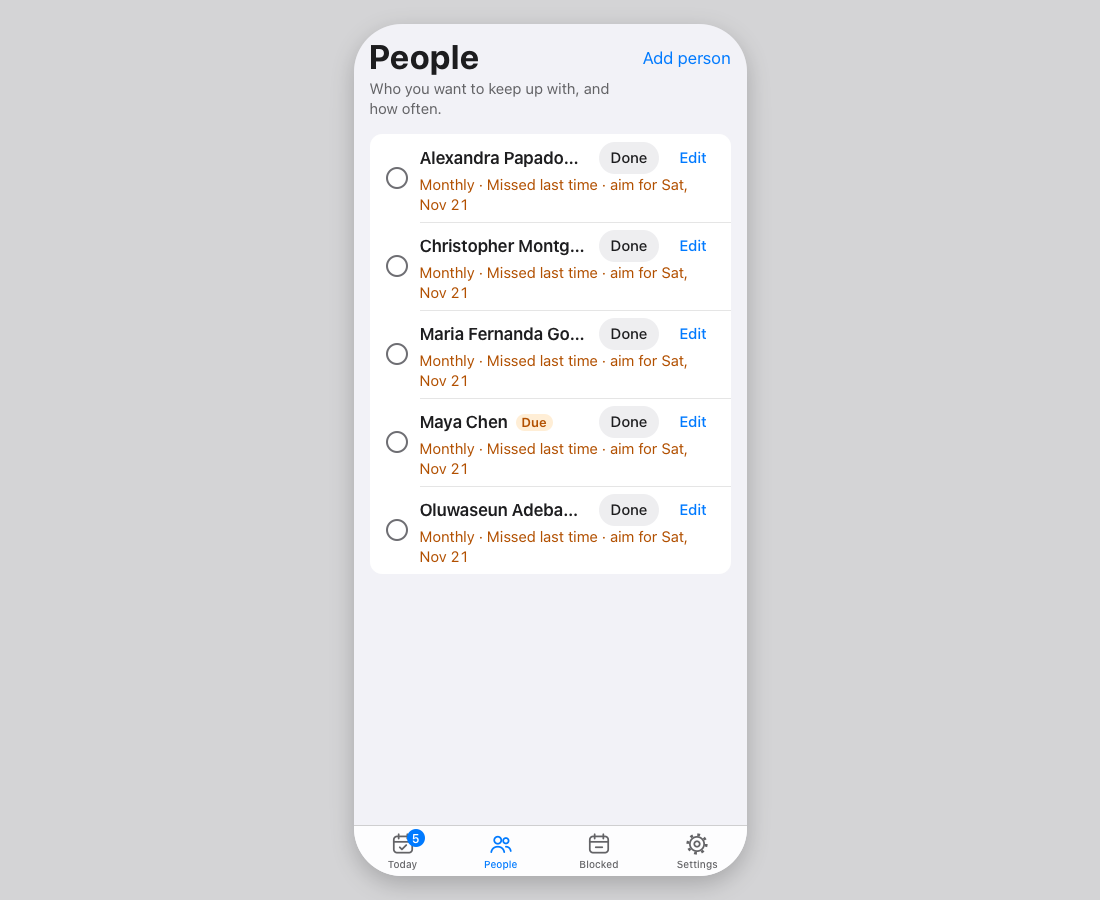 People
Add person
Who you want to keep up with, and
how often.
Alexandra Papado... Done Edit
Monthly · Missed last time · aim for Sat,
Nov 21
Christopher Montg... Done Edit
Monthly · Missed last time · aim for Sat,
Nov 21
Maria Fernanda Go... Done Edit
Monthly · Missed last time · aim for Sat,
Nov 21
Maya Chen Due Done Edit
Monthly · Missed last time · aim for Sat,
Nov 21
Oluwaseun Adeba... Done Edit
Monthly · Missed last time · aim for Sat,
Nov 21
5
Today People Blocked Settings